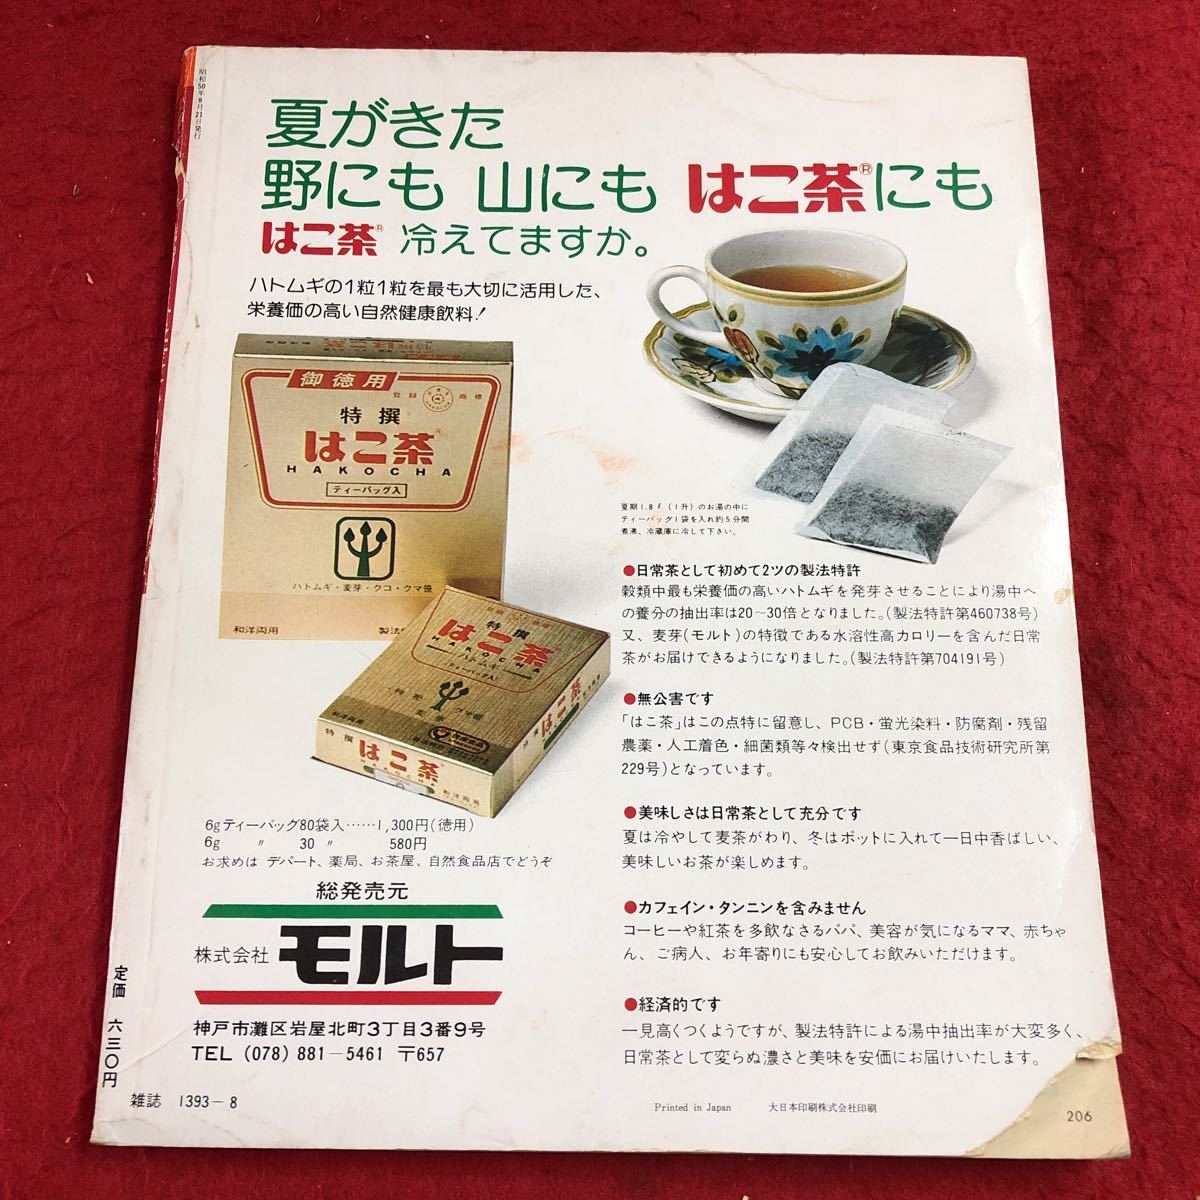 昭和50年8月21日発行
夏がきた
野にも 山にも はこ茶®にも
はこ茶® 冷えてますか。
ハトムギの1粒1粒を最も大切に活用した、
栄養価の高い自然健康飲料!
御徳用
登録 商標
特撰
はこ茶®
HAKOCHA
ティーバッグ入
ハトムギ・麦芽・クコ・クマ笹
和洋両用
特撰
はこ茶
HAKOCHA
ハトムギ
ティーバッグ入
特撰
はこ茶
HAKOCHA
和洋両用
夏期1.8ℓ(1升)のお湯の中に
ティーバッグ1袋を入れ約5分間
煮沸、冷蔵庫に冷して下さい。
●日常茶として初めて2ツの製法特許
穀類中最も栄養価の高いハトムギを発芽させることにより湯中へ
の養分の抽出率は20〜30倍となりました。(製法特許第460738号)
又、麦芽(モルト)の特徴である水溶性高カロリーを含んだ日常
茶がお届けできるようになりました。(製法特許第704191号)
●無公害です
「はこ茶」はこの点特に留意し、PCB・蛍光染料・防腐剤・残留
農薬・人工着色・細菌類等々検出せず(東京食品技術研究所第
229号)となっています。
●美味しさは日常茶として充分です
夏は冷やして麦茶がわり、冬はポットに入れて一日中香ばしい、
美味しいお茶が楽しめます。
●カフェイン・タンニンを含みません
コーヒーや紅茶を多飲なさるパパ、美容が気になるママ、赤ちゃ
ん、ご病人、お年寄りにも安心してお飲みいただけます。
●経済的です
一見高くつくようですが、製法特許による湯中抽出率が大変多く、
日常茶として変らぬ濃さと美味を安価にお届けいたします。
6gティーバッグ80袋入……1,300円(徳用)
6g 〃 30 〃 580円
お求めは デパート、薬局、お茶屋、自然食品店でどうぞ
総発売元
株式会社 モルト
神戸市灘区岩屋北町3丁目3番9号
TEL (078) 881-5461 〒657
定価 六三〇円
雑誌 1393-8
Printed in Japan 大日本印刷株式会社印刷
206